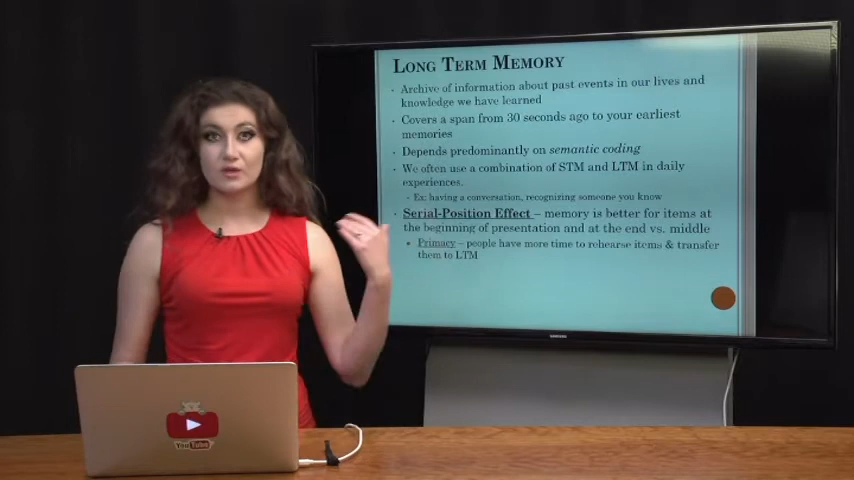 LONG TERM MEMORY
Archive of information about past events in our lives and
knowledge we have learned
Covers a span from 30 seconds ago to your earliest
memories
Depends predominantly on semantic coding
We often use a combination of STM and LTM in daily
experiences.
Ex: having a conversation, recognizing someone you know
Serial-Position Effect – memory is better for items at
the beginning of presentation and at the end vs. middle
Primacy – people have more time to rehearse items & transfer
them to LTM
SAMSUNG
YouTube